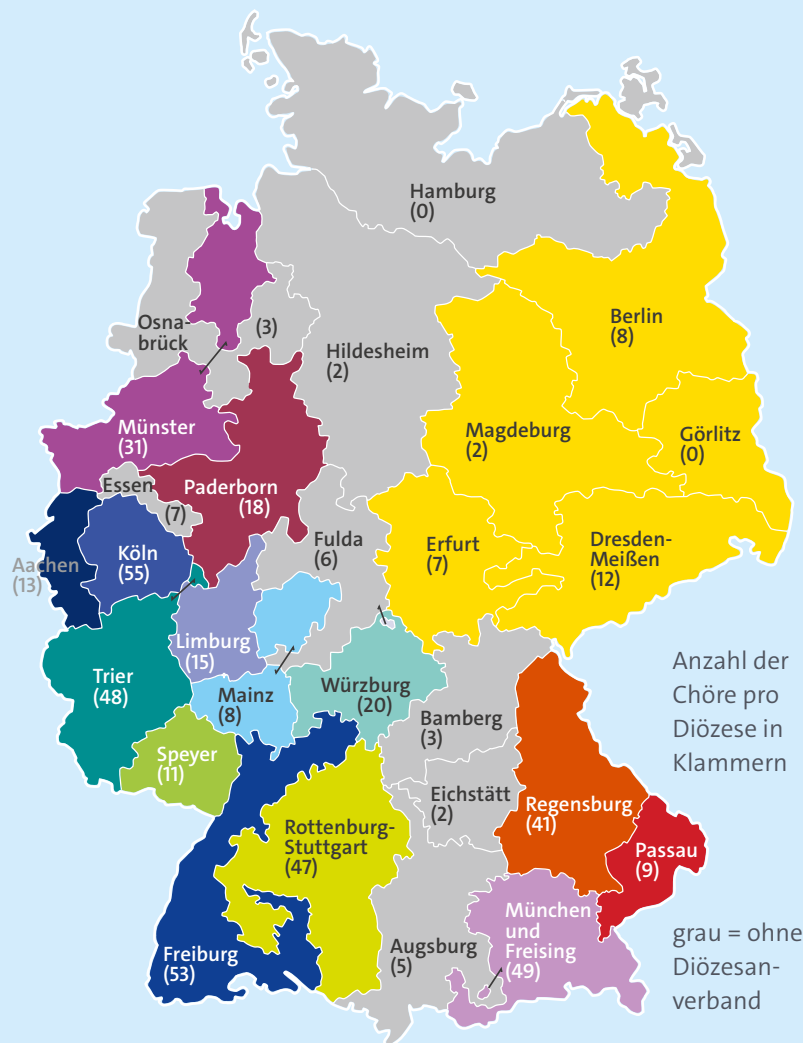 Hamburg
(0)
Osna-
brück
(3)
Hildesheim
(2)
Berlin
(8)
Münster
(31)
Magdeburg
(2)
Görlitz
(0)
Essen
(7)
Paderborn
(18)
Aachen
(13)
Köln
(55)
Fulda
(6)
Erfurt
(7)
Dresden-
Meißen
(12)
Limburg
(15)
Trier
(48)
Mainz
(8)
Würzburg
(20)
Bamberg
(3)
Anzahl der
Chöre pro
Diözese in
Klammern
Speyer
(11)
Eichstätt
(2)
Regensburg
(41)
Rottenburg-
Stuttgart
(47)
Passau
(9)
Freiburg
(53)
Augsburg
(5)
München
und
Freising
(49)
grau = ohne
Diözesan-
verband